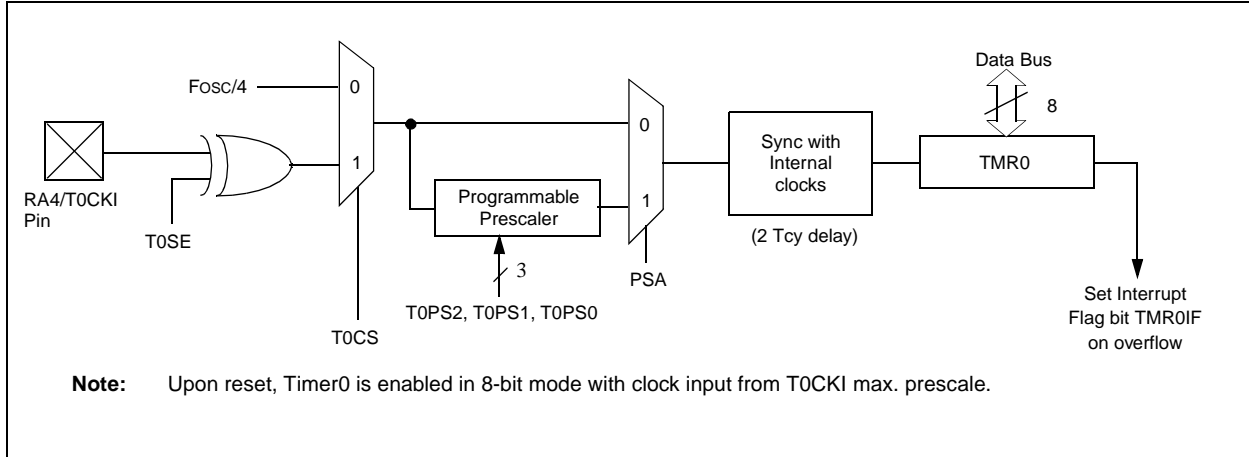 Data Bus
8
FOSC/4
0
1
RA4/T0CKI
Pin
T0SE
T0CS
Programmable
Prescaler
3
T0PS2, T0PS1, T0PS0
0
1
PSA
Sync with
Internal
clocks
(2 Tcy delay)
TMR0
Set Interrupt
Flag bit TMR0IF
on overflow
Note: Upon reset, Timer0 is enabled in 8-bit mode with clock input from T0CKI max. prescale.